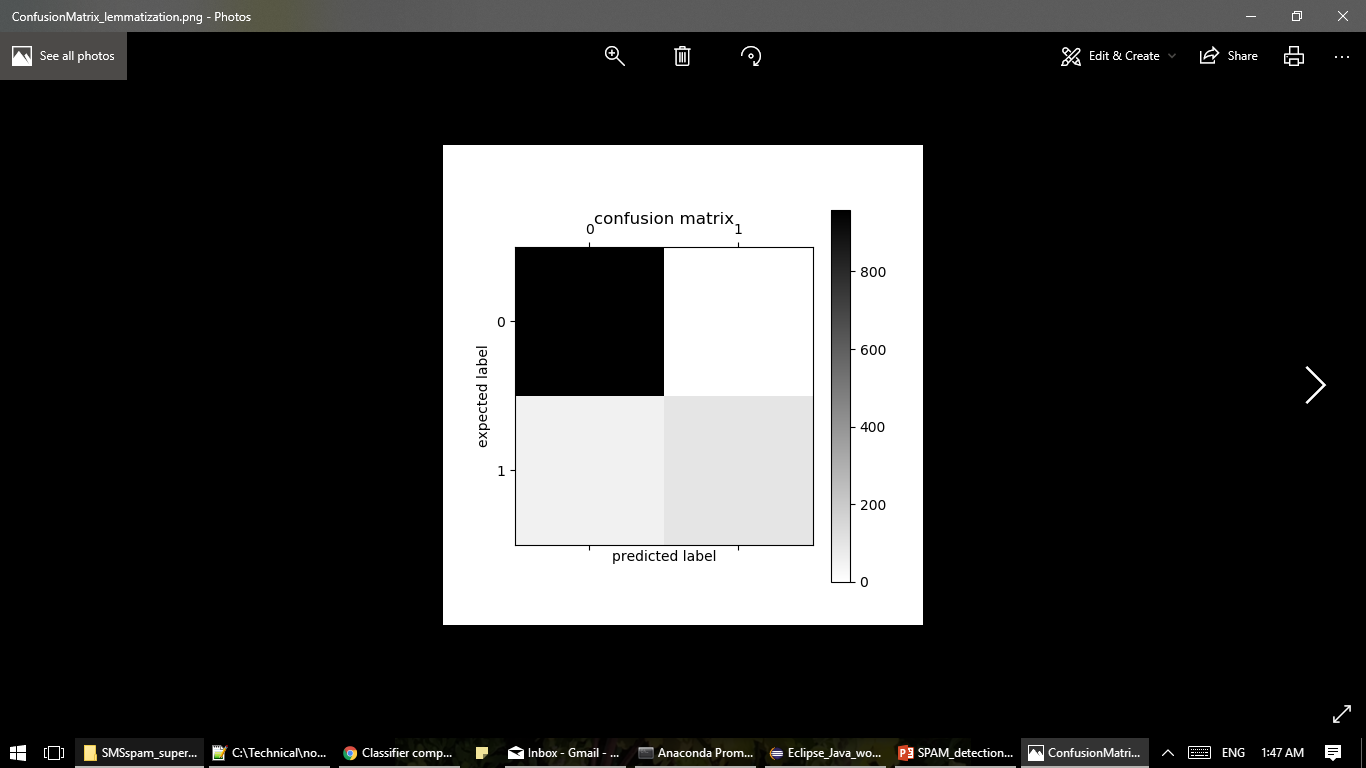 ConfusionMatrix_lemmatization.png - Photos
See all photos
Edit & Create
Share
confusion matrix
0 1
0
1
expected label
predicted label
800
600
400
200
0
SMSspam_super...
C:\Technical\no...
Classifier comp...
Inbox - Gmail - ...
Anaconda Prom...
Eclipse_Java_wo...
SPAM_detection...
ConfusionMatri...
ENG
1:47 AM